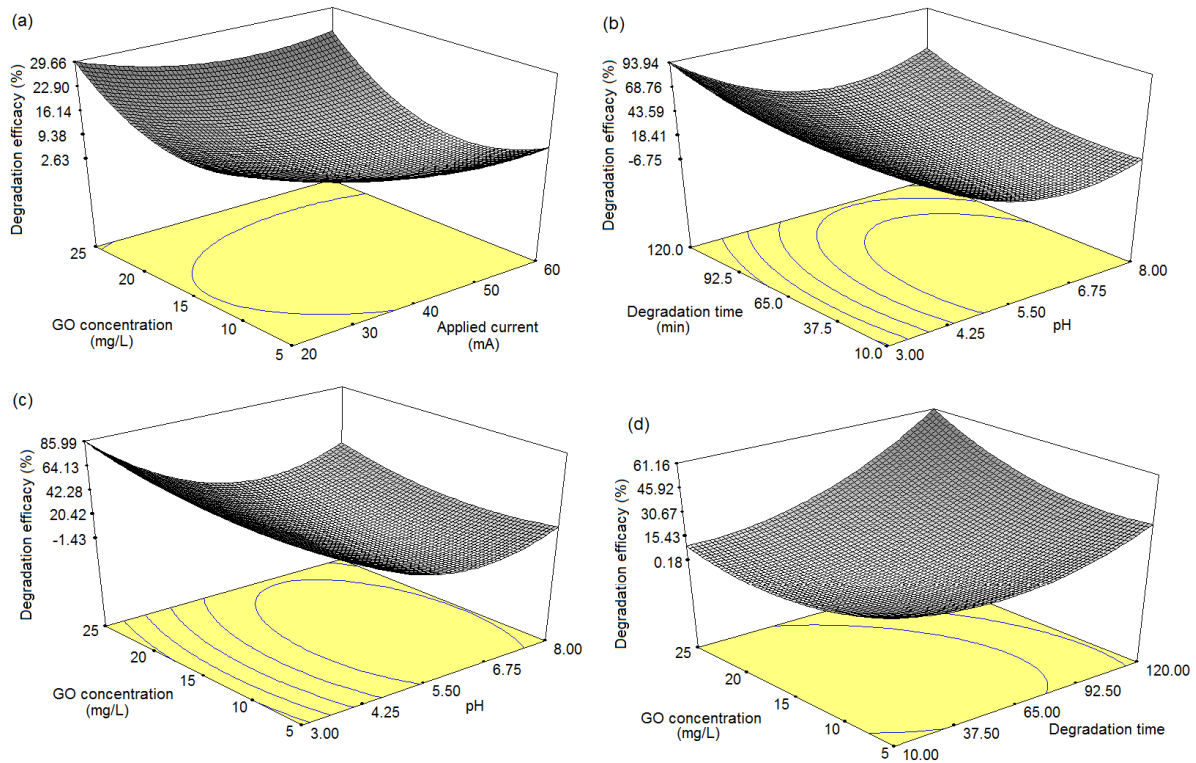 (a)
Degradation efficacy (%)
29.66
22.90
16.14
9.38
2.63
25
20
15
10
5
GO concentration
(mg/L)
20
30
40
50
60
Applied current
(mA)
(b)
Degradation efficacy (%)
93.94
68.76
43.59
18.41
-6.75
120.0
92.5
65.0
37.5
10.0
Degradation time
(min)
3.00
4.25
5.50
6.75
8.00
pH
(c)
Degradation efficacy (%)
85.99
64.13
42.28
20.42
-1.43
25
20
15
10
5
GO concentration
(mg/L)
3.00
4.25
5.50
6.75
8.00
pH
(d)
Degradation efficacy (%)
61.16
45.92
30.67
15.43
0.18
25
20
15
10
5
GO concentration
(mg/L)
10.00
37.50
65.00
92.50
120.00
Degradation time